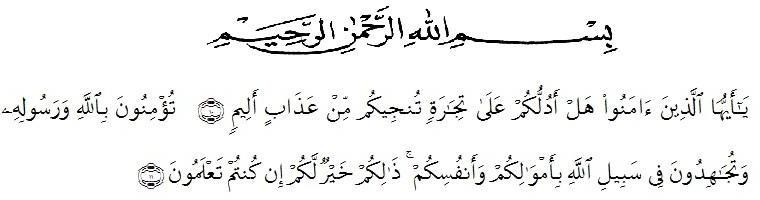 بِسْمِ اللهِ الرَّحْمٰنِ الرَّحِيْمِ
يَٰٓأَيُّهَا ٱلَّذِينَ ءَامَنُوا۟ هَلْ أَدُلُّكُمْ عَلَىٰ تِجَٰرَةٍ تُنجِيكُم مِّنْ عَذَابٍ أَلِيمٍ ۝ تُؤْمِنُونَ بِٱللَّهِ وَرَسُولِهِۦ
وَتُجَٰهِدُونَ فِى سَبِيلِ ٱللَّهِ بِأَمْوَٰلِكُمْ وَأَنفُسِكُمْ ۚ ذَٰلِكُمْ خَيْرٌ لَّكُمْ إِن كُنتُمْ تَعْلَمُونَ ۝